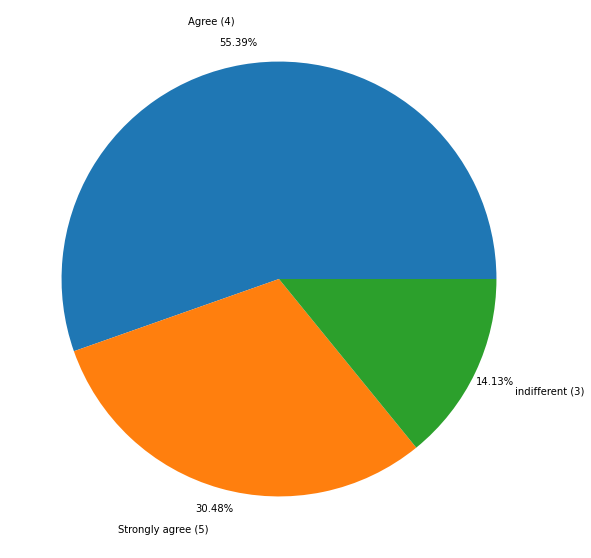 Agree (4)
55.39%
14.13%
indifferent (3)
30.48%
Strongly agree (5)